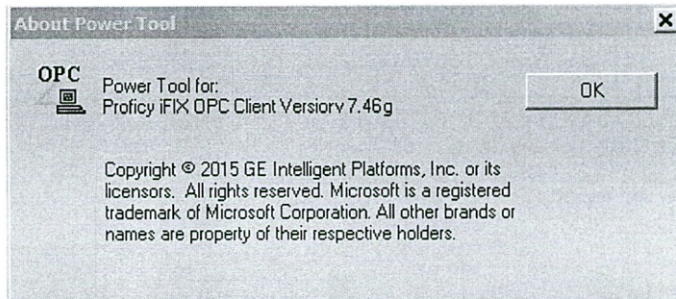 About Power Tool
OPC
Power Tool for:
Proficy iFIX OPC Client Versiorv 7.46g
OK
Copyright © 2015 GE Intelligent Platforms, Inc. or its
licensors. All rights reserved. Microsoft is a registered
trademark of Microsoft Corporation. All other brands or
names are property of their respective holders.